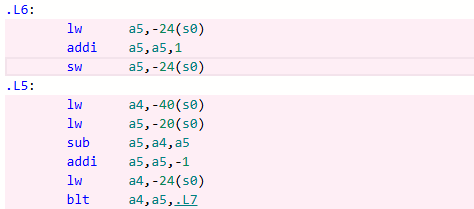 .L6:
lw a5,-24(s0)
addi a5,a5,1
sw a5,-24(s0)
.L5:
lw a4,-40(s0)
lw a5,-20(s0)
sub a5,a4,a5
addi a5,a5,-1
lw a4,-24(s0)
blt a4,a5,.L7